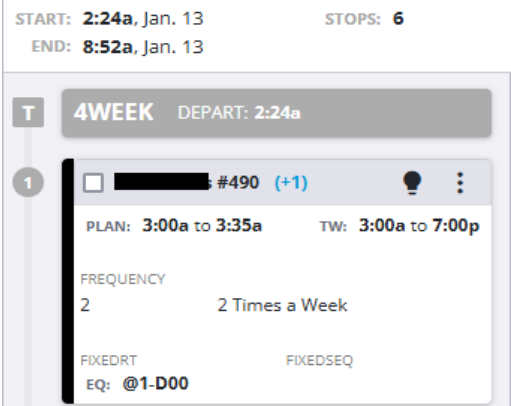 START: 2:24a, Jan. 13 STOPS: 6
END: 8:52a, Jan. 13
T 4WEEK DEPART: 2:24a
1 #490 (+1)
PLAN: 3:00a to 3:35a TW: 3:00a to 7:00p
FREQUENCY
2 2 Times a Week
FIXEDRT FIXEDSEQ
EQ: @1-D00